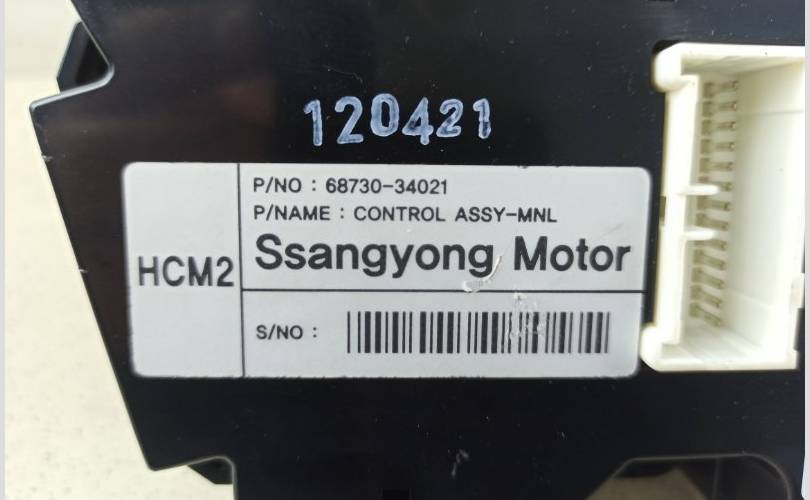 120421
P/NO : 68730-34021
P/NAME : CONTROL ASSY-MNL
HCM2
Ssangyong Motor
S/NO :